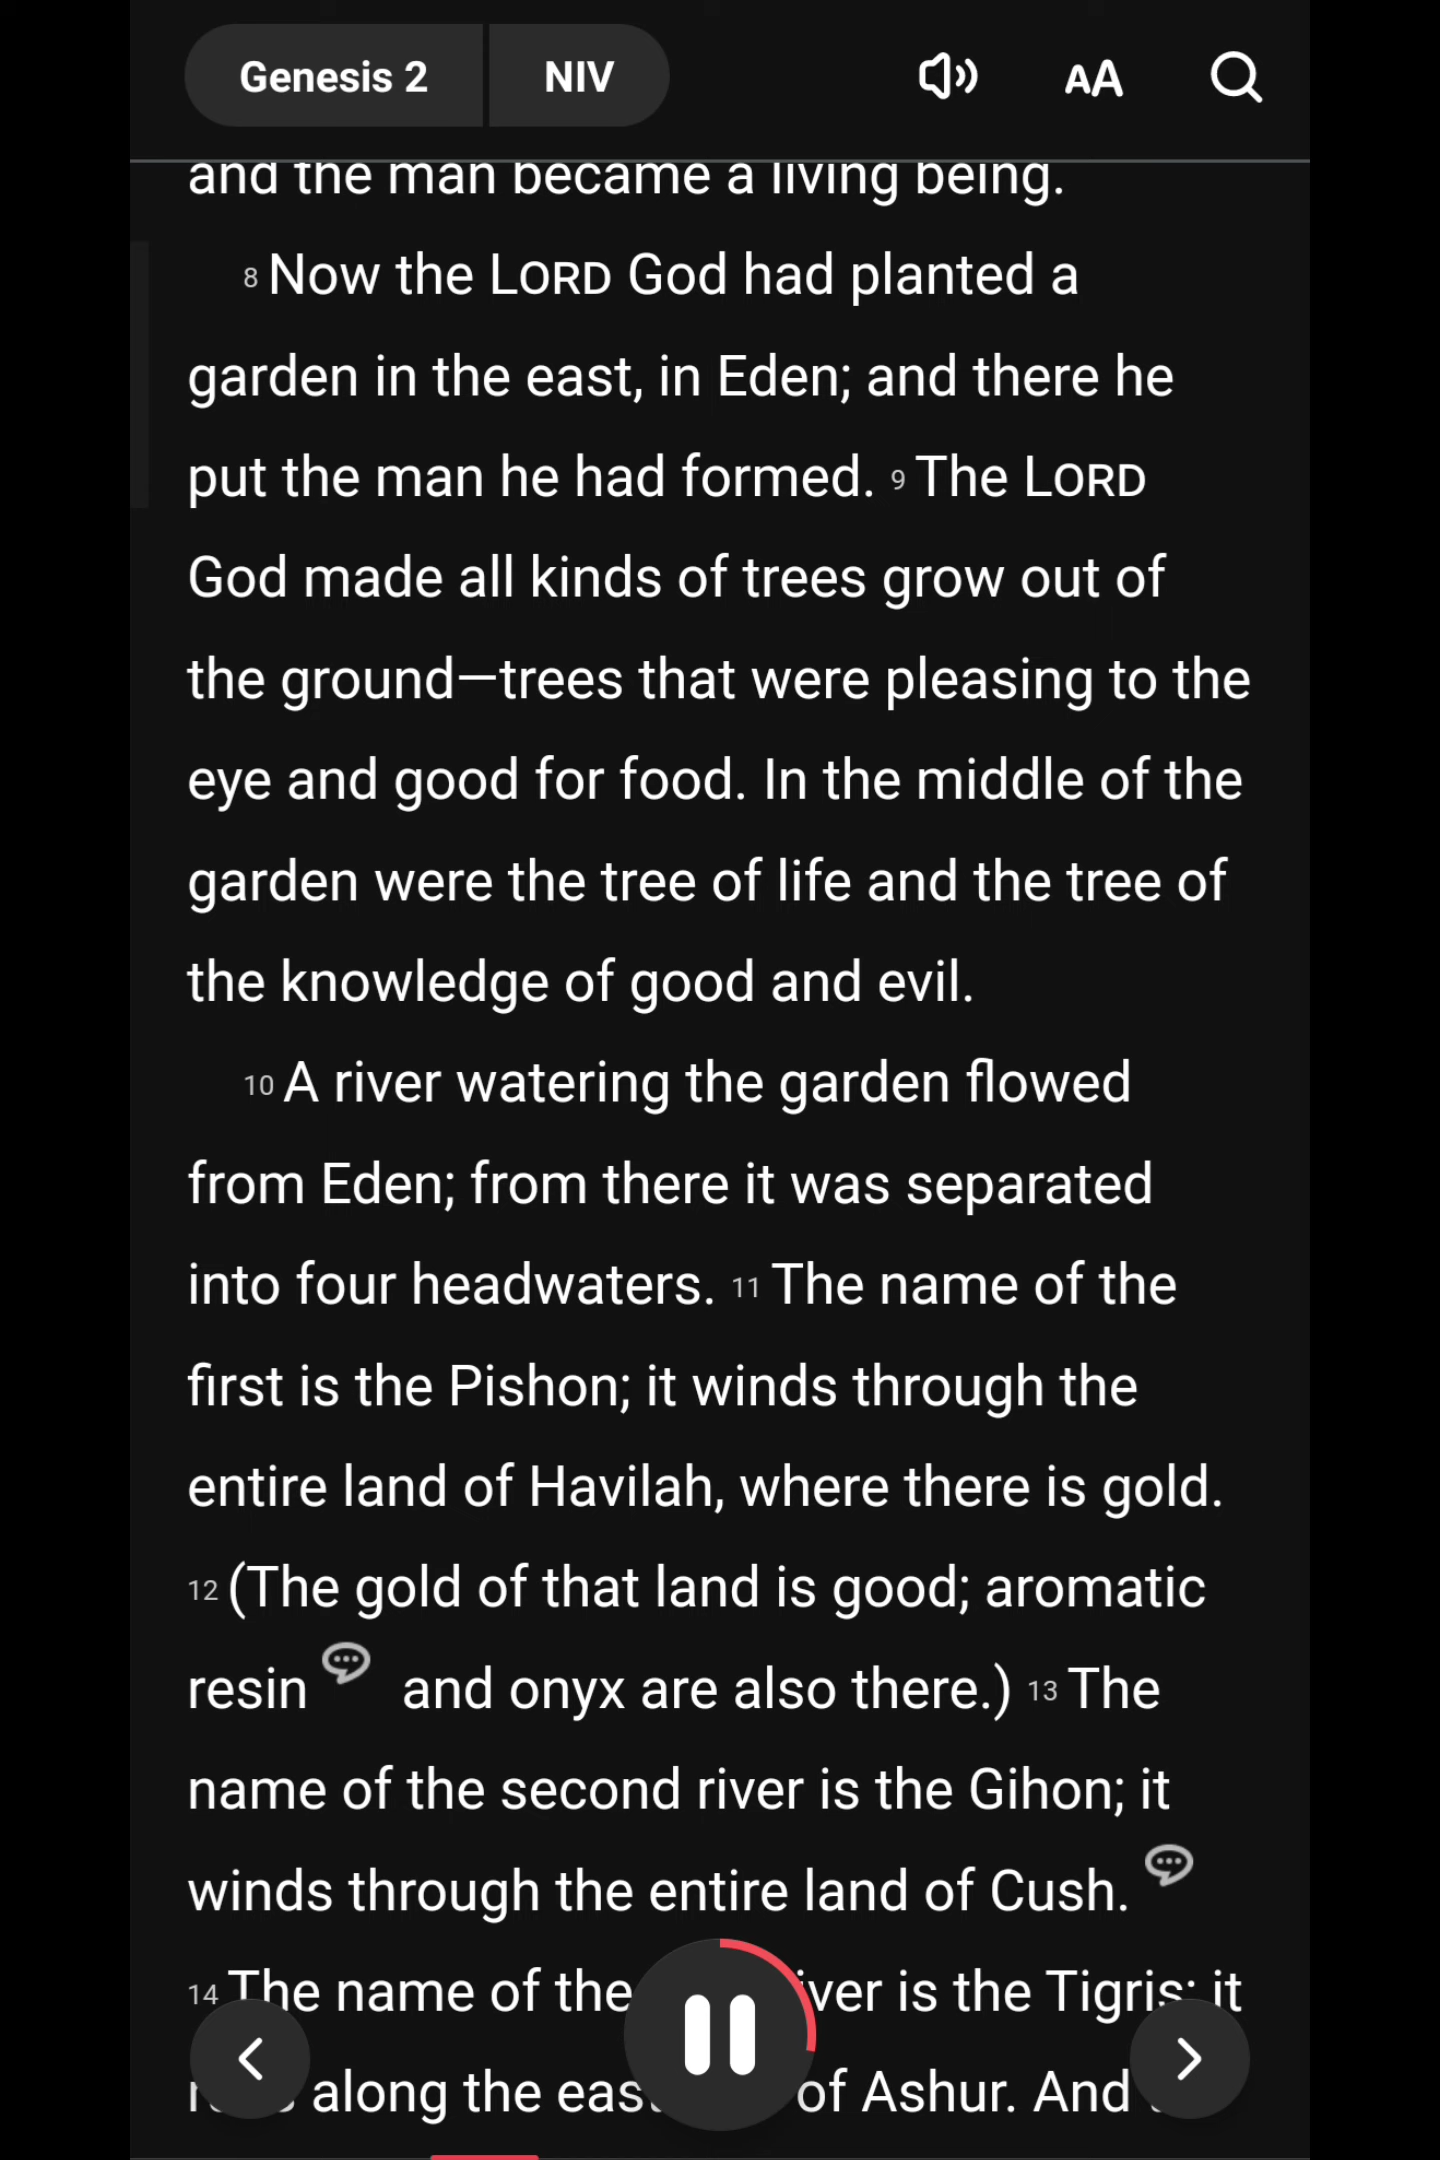 Genesis 2 NIV AA
and the man became a living being.
8 Now the LORD God had planted a
garden in the east, in Eden; and there he
put the man he had formed. 9 The LORD
God made all kinds of trees grow out of
the ground—trees that were pleasing to the
eye and good for food. In the middle of the
garden were the tree of life and the tree of
the knowledge of good and evil.
10 A river watering the garden flowed
from Eden; from there it was separated
into four headwaters. 11 The name of the
first is the Pishon; it winds through the
entire land of Havilah, where there is gold.
12 (The gold of that land is good; aromatic
resin and onyx are also there.) 13 The
name of the second river is the Gihon; it
winds through the entire land of Cush.
14 The name of the river is the Tigris; it
along the east of Ashur. And